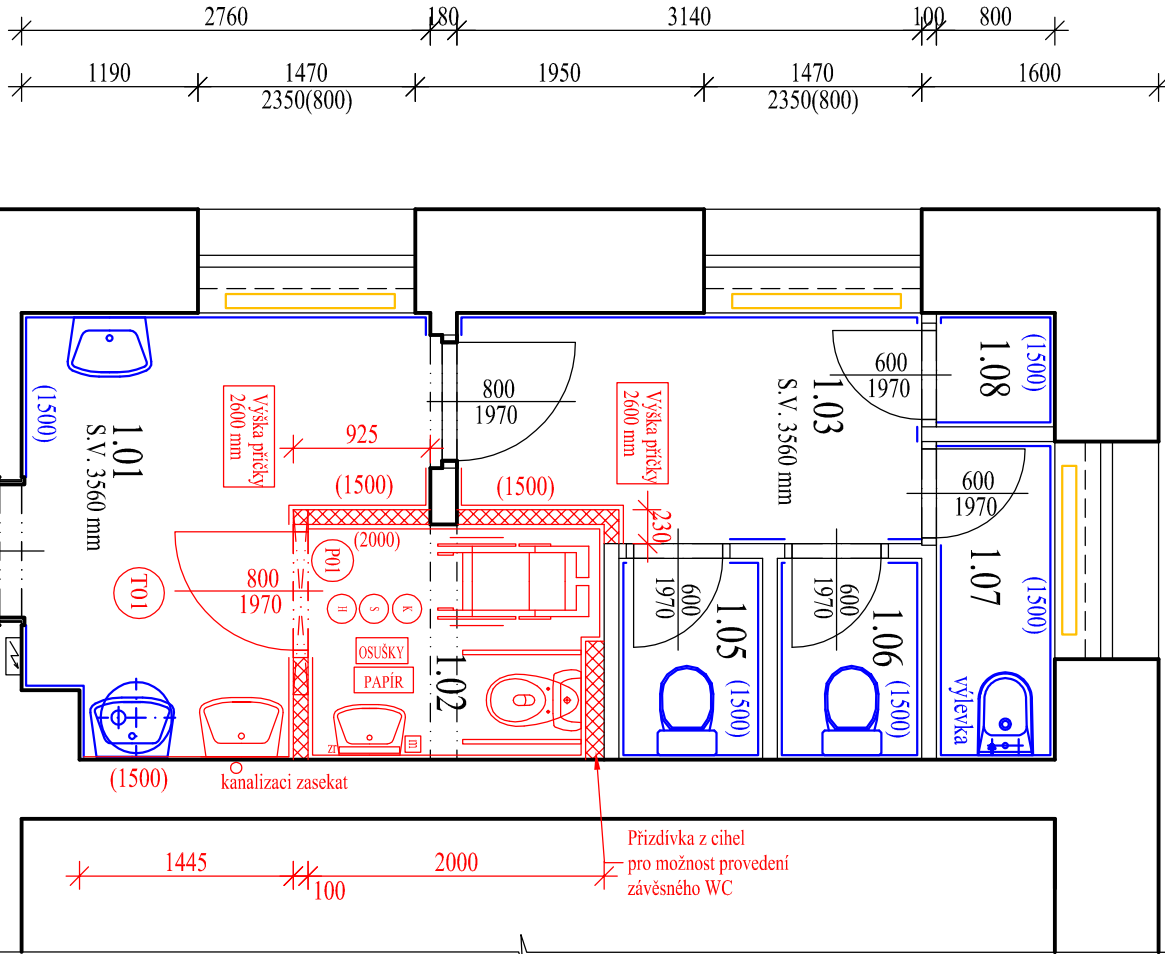 2760
180
3140
100
800
1190
1470
2350(800)
1950
1470
2350(800)
1600
(1500)
1.01
S.V. 3560 mm
Výška příčky
2600 mm
925
(1500)
(1500)
800
1970
Výška příčky
2600 mm
230
1.03
S.V. 3560 mm
600
1970
1.08
(1500)
600
1970
1.07
(1500)
výlevka
T01
800
1970
P01
(2000)
H
S
K
OSUŠKY
PAPÍR
1.02
zr
m
600
1970
1.05
(1500)
600
1970
1.06
(1500)
(1500)
kanalizaci zasekat
Přizdívka z cihel
pro možnost provedení
závěsného WC
1445
100
2000